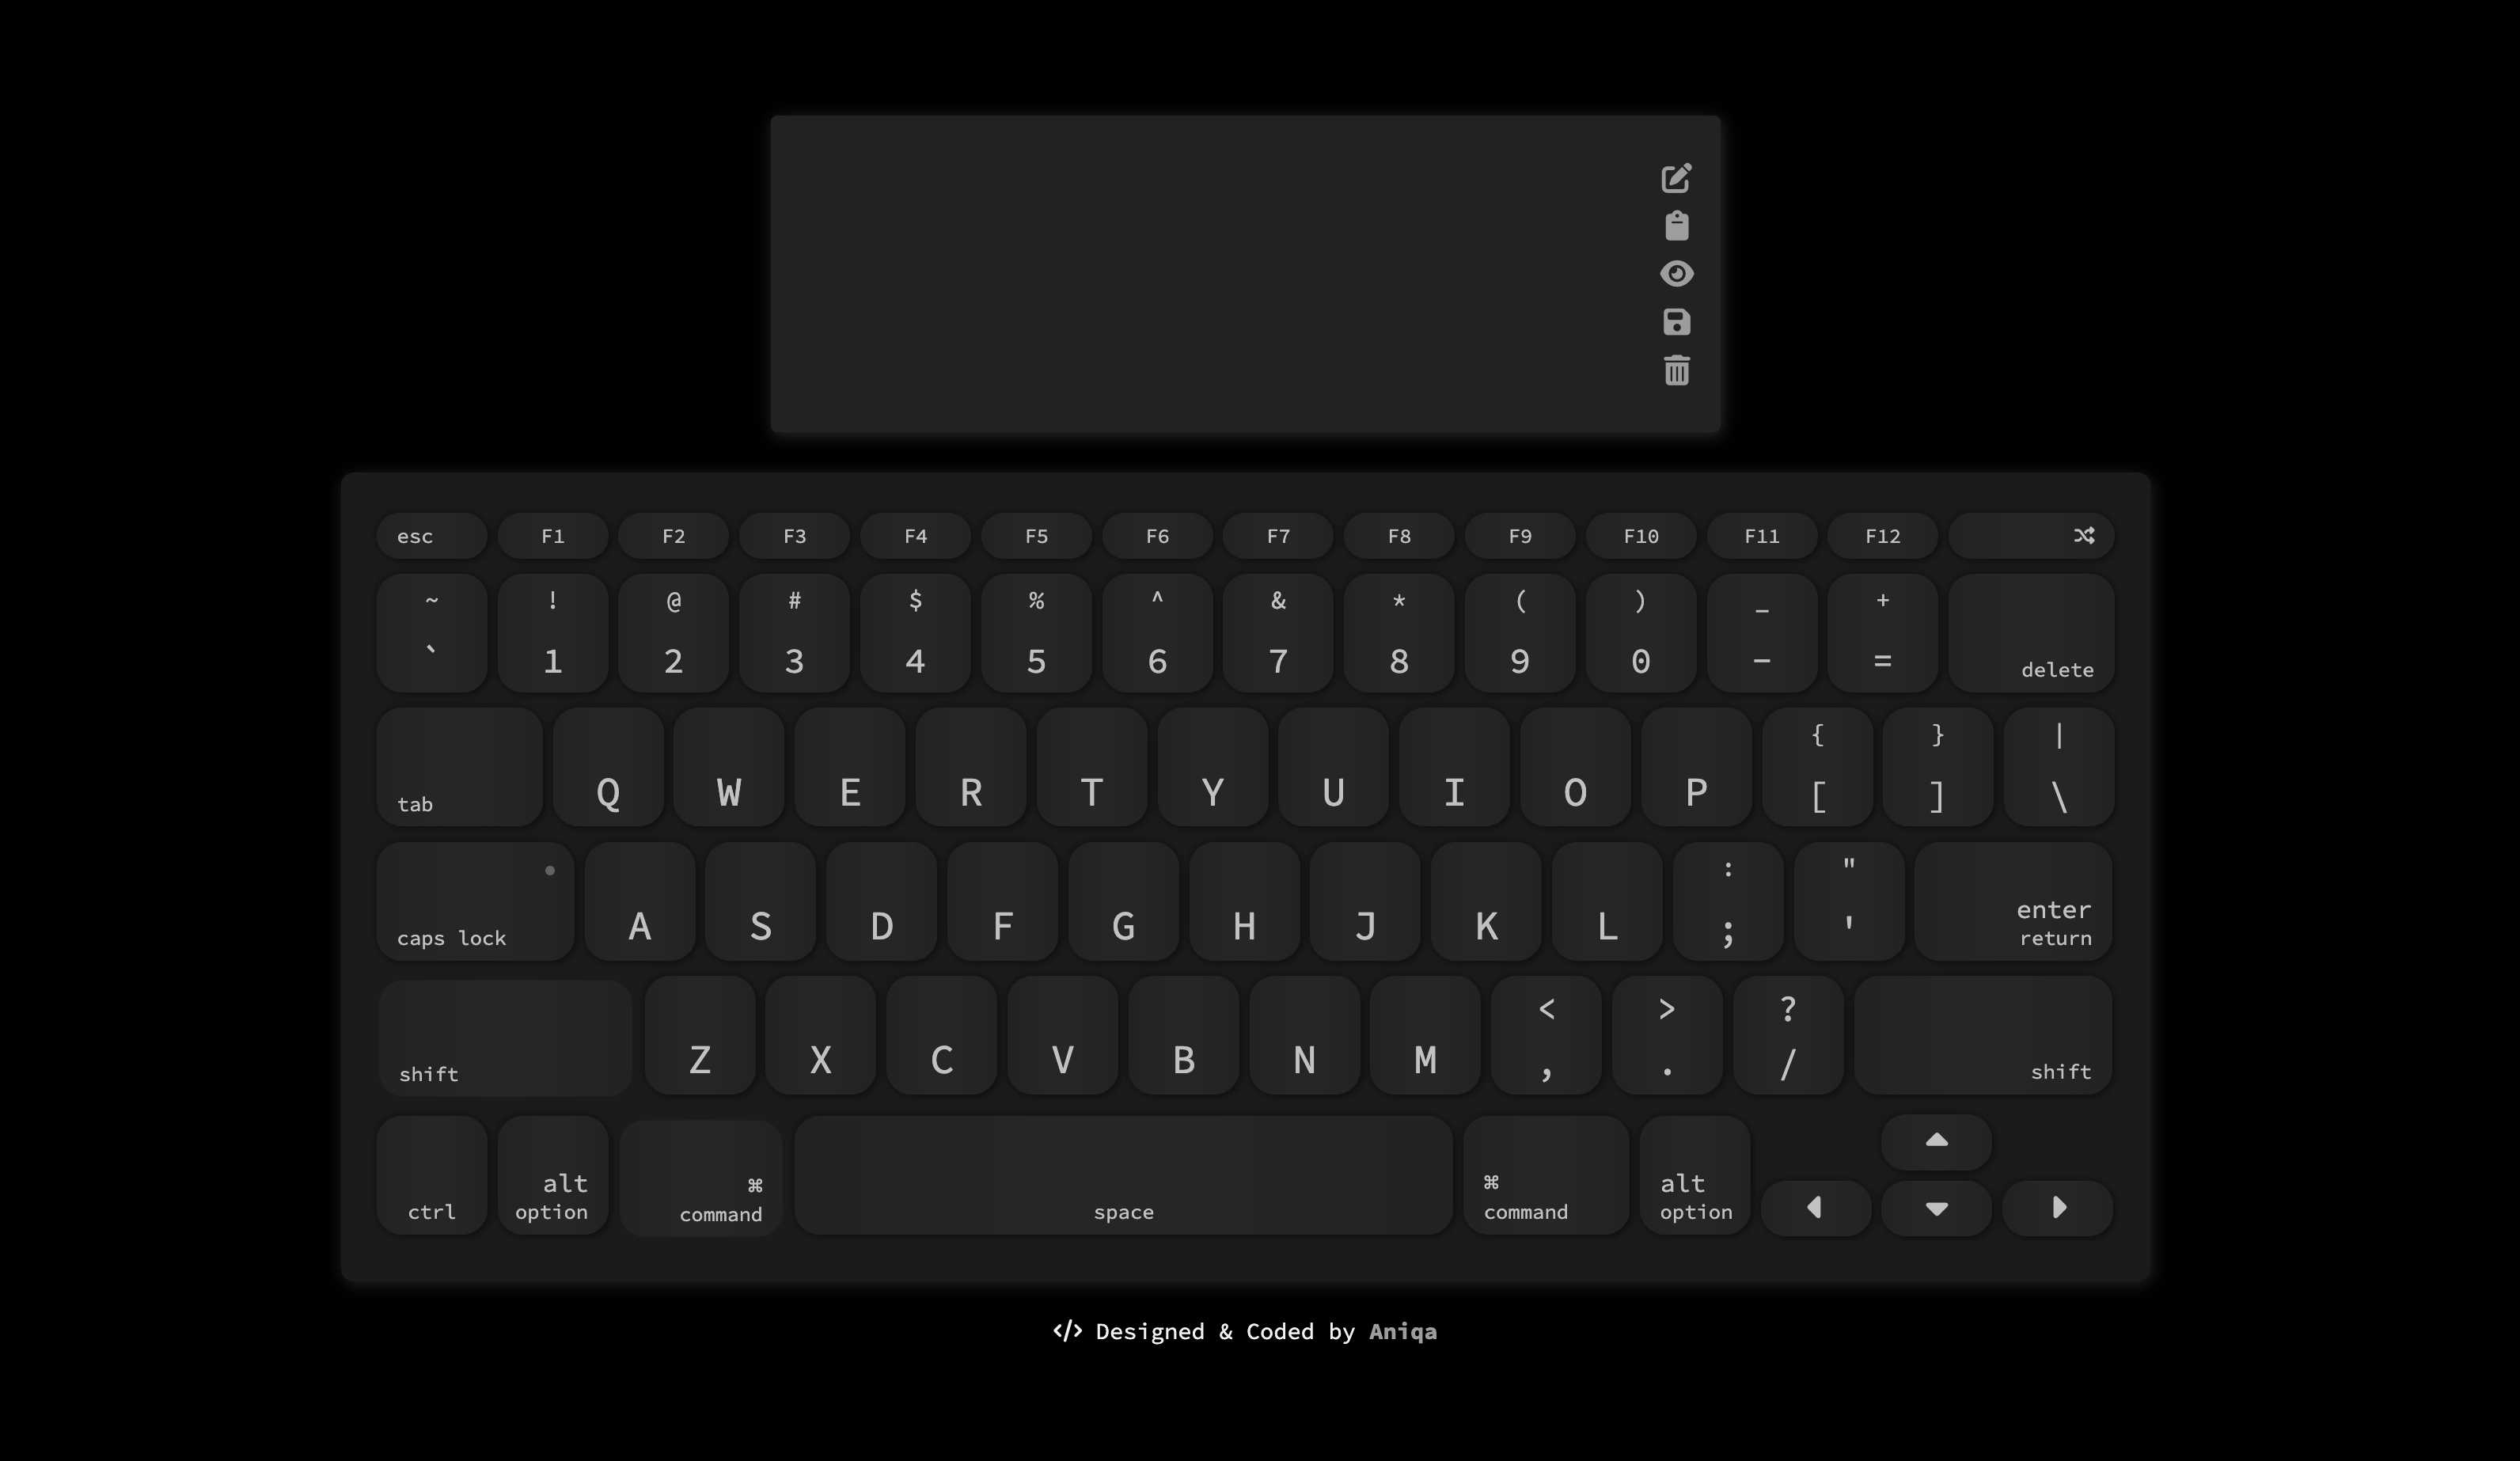 esc F1 F2 F3 F4 F5 F6 F7 F8 F9 F10 F11 F12
~ ! @ # $ % ^ & * ( ) _ +
` 1 2 3 4 5 6 7 8 9 0 - = delete
{ } |
tab Q W E R T Y U I O P [ ] \
: "
caps lock A S D F G H J K L ; ' enter return
< > ?
shift Z X C V B N M , . / shift
alt ⌘ ⌘ alt
ctrl option command space command option
</> Designed & Coded by Aniqa